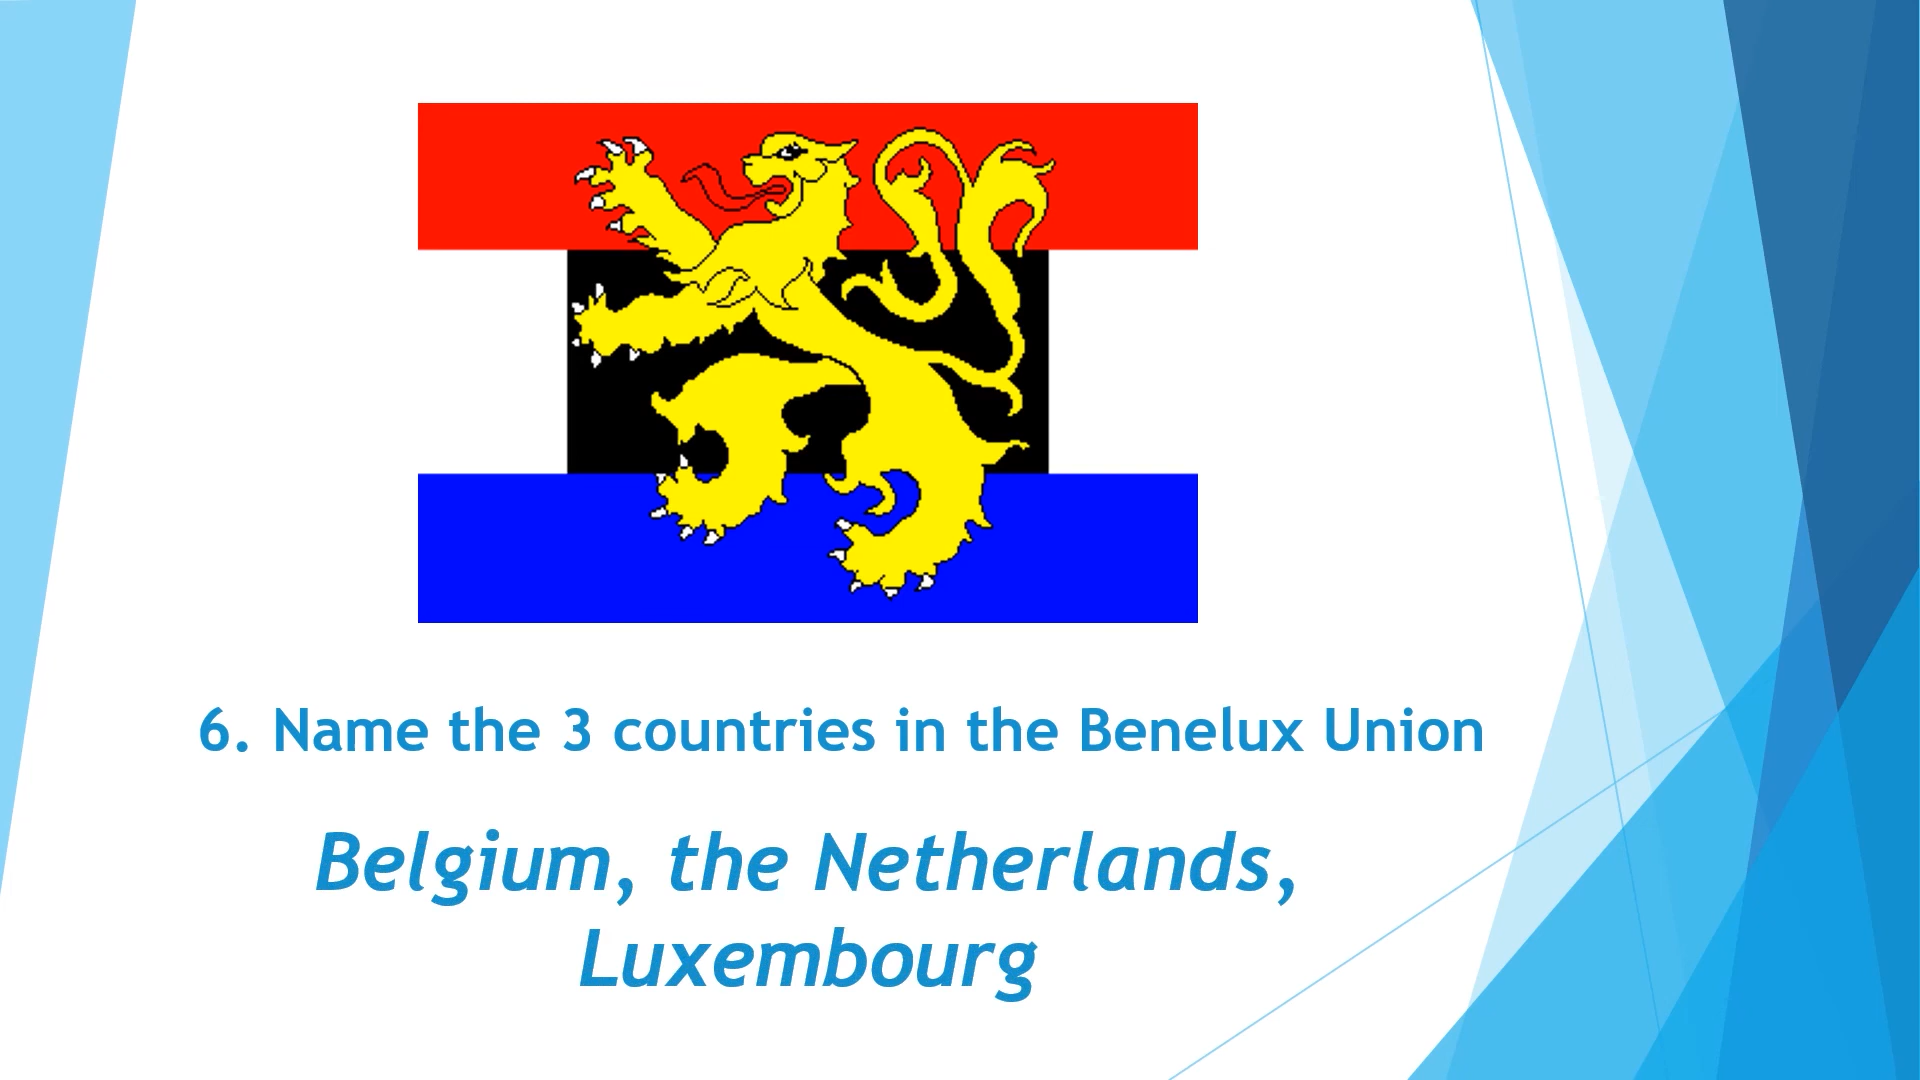 6. Name the 3 countries in the Benelux Union
Belgium, the Netherlands,
Luxembourg